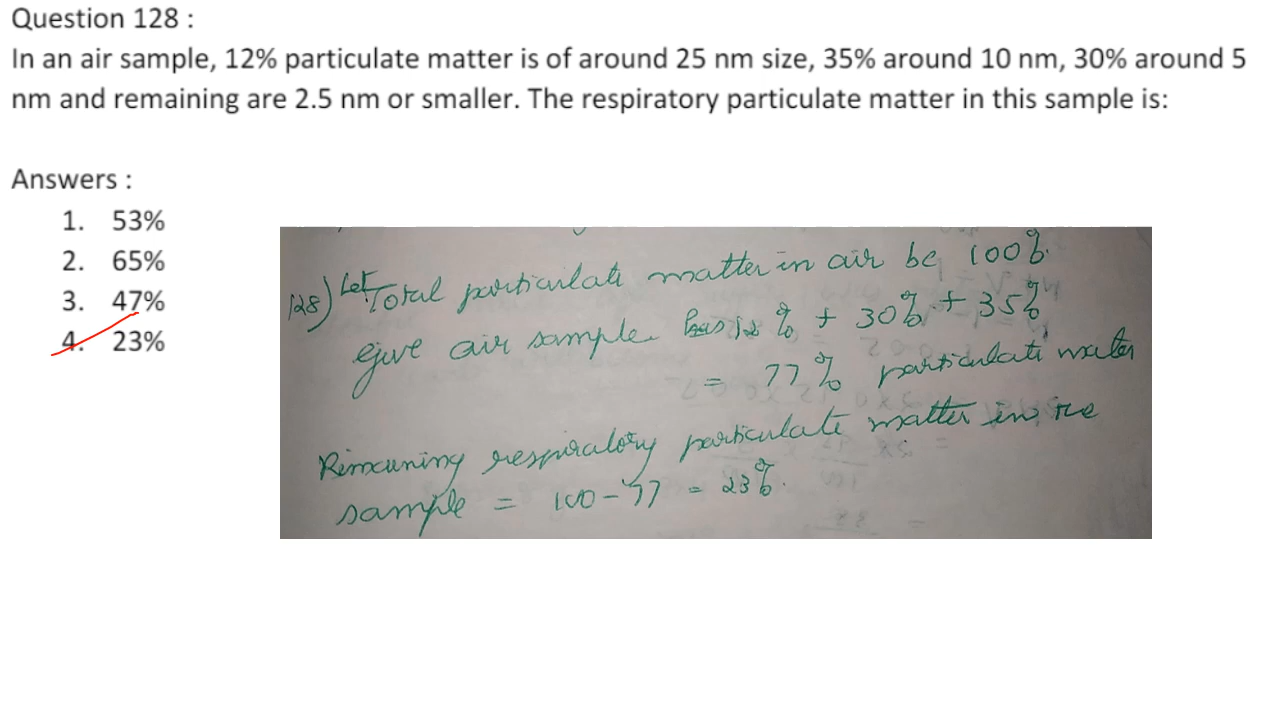 Question 128 :
In an air sample, 12% particulate matter is of around 25 nm size, 35% around 10 nm, 30% around 5
nm and remaining are 2.5 nm or smaller. The respiratory particulate matter in this sample is:
Answers :
1. 53%
2. 65%
3. 47%
4. 23%
128) Let Total particulate matter in air be 100%.
give air sample has 12% + 30% + 35%
= 77% particulate matter
Remaining respiratory particulate matter in the
sample = 100 - 77 = 23%.